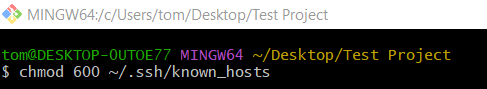 MINGW64:/c/Users/tom/Desktop/Test Project
tom@DESKTOP-OUTOE77 MINGW64 ~/Desktop/Test Project
$ chmod 600 ~/.ssh/known_hosts